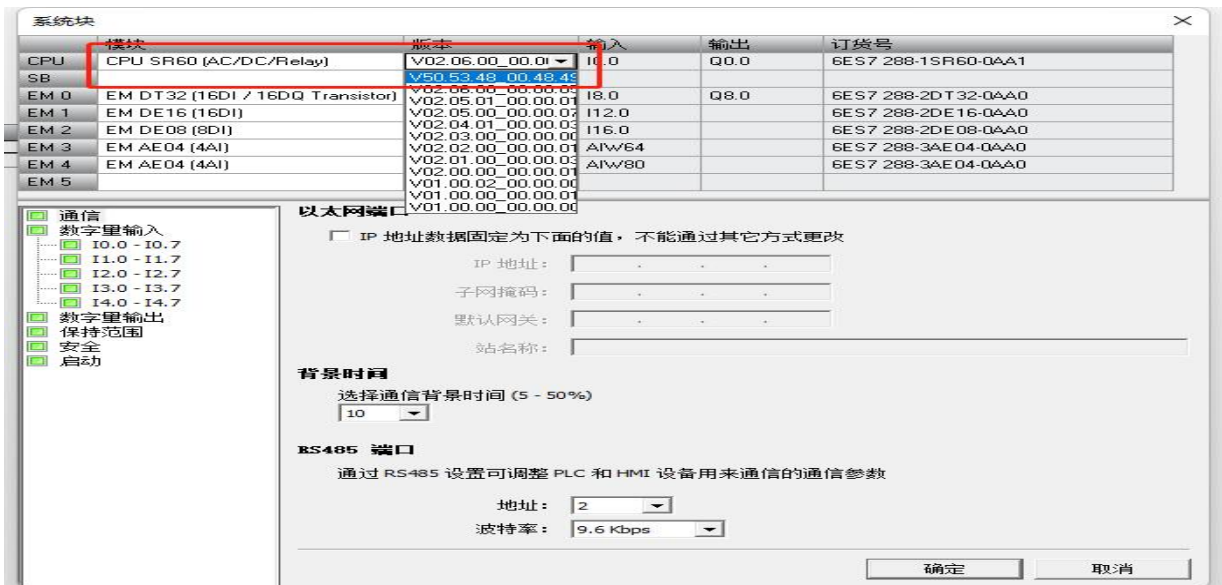 系统块
模块 版本 输入 输出 订货号
CPU CPU SR60 (AC/DC/Relay) V02.06.00_00.0 I0.0 Q0.0 6ES7 288-1SR60-0AA1
SB V50.53.48_00.48.49
EM 0 EM DT32 (16DI / 16DQ Transistor) I8.0 Q8.0 6ES7 288-2DT32-0AA0
V02.05.01_00.00.01
EM 1 EM DE16 (16DI) V02.05.00_00.00.07 I12.0 6ES7 288-2DE16-0AA0
EM 2 EM DE08 (8DI) V02.04.01_00.00.03 I16.0 6ES7 288-2DE08-0AA0
V02.03.00_00.00.00
EM 3 EM AE04 (4AI) V02.02.00_00.00.01 AIW64 6ES7 288-3AE04-0AA0
EM 4 EM AE04 (4AI) V02.01.00_00.00.03 AIW80 6ES7 288-3AE04-0AA0
V02.00.00_00.00.01
EM 5 V01.00.02_00.00.00
V01.00.00_00.00.01
V01.00.00_00.00.00
通信
数字量输入
I0.0 - I0.7
I1.0 - I1.7
I2.0 - I2.7
I3.0 - I3.7
I4.0 - I4.7
数字量输出
保持范围
安全
启动
以太网端口
IP 地址数据固定为下面的值，不能通过其它方式更改
IP 地址：
子网掩码：
默认网关：
站名称：
背景时间
选择通信背景时间 (5 - 50%)
10
RS485 端口
通过 RS485 设置可调整 PLC 和 HMI 设备用来通信的通信参数
地址： 2
波特率： 9.6 Kbps
确定 取消